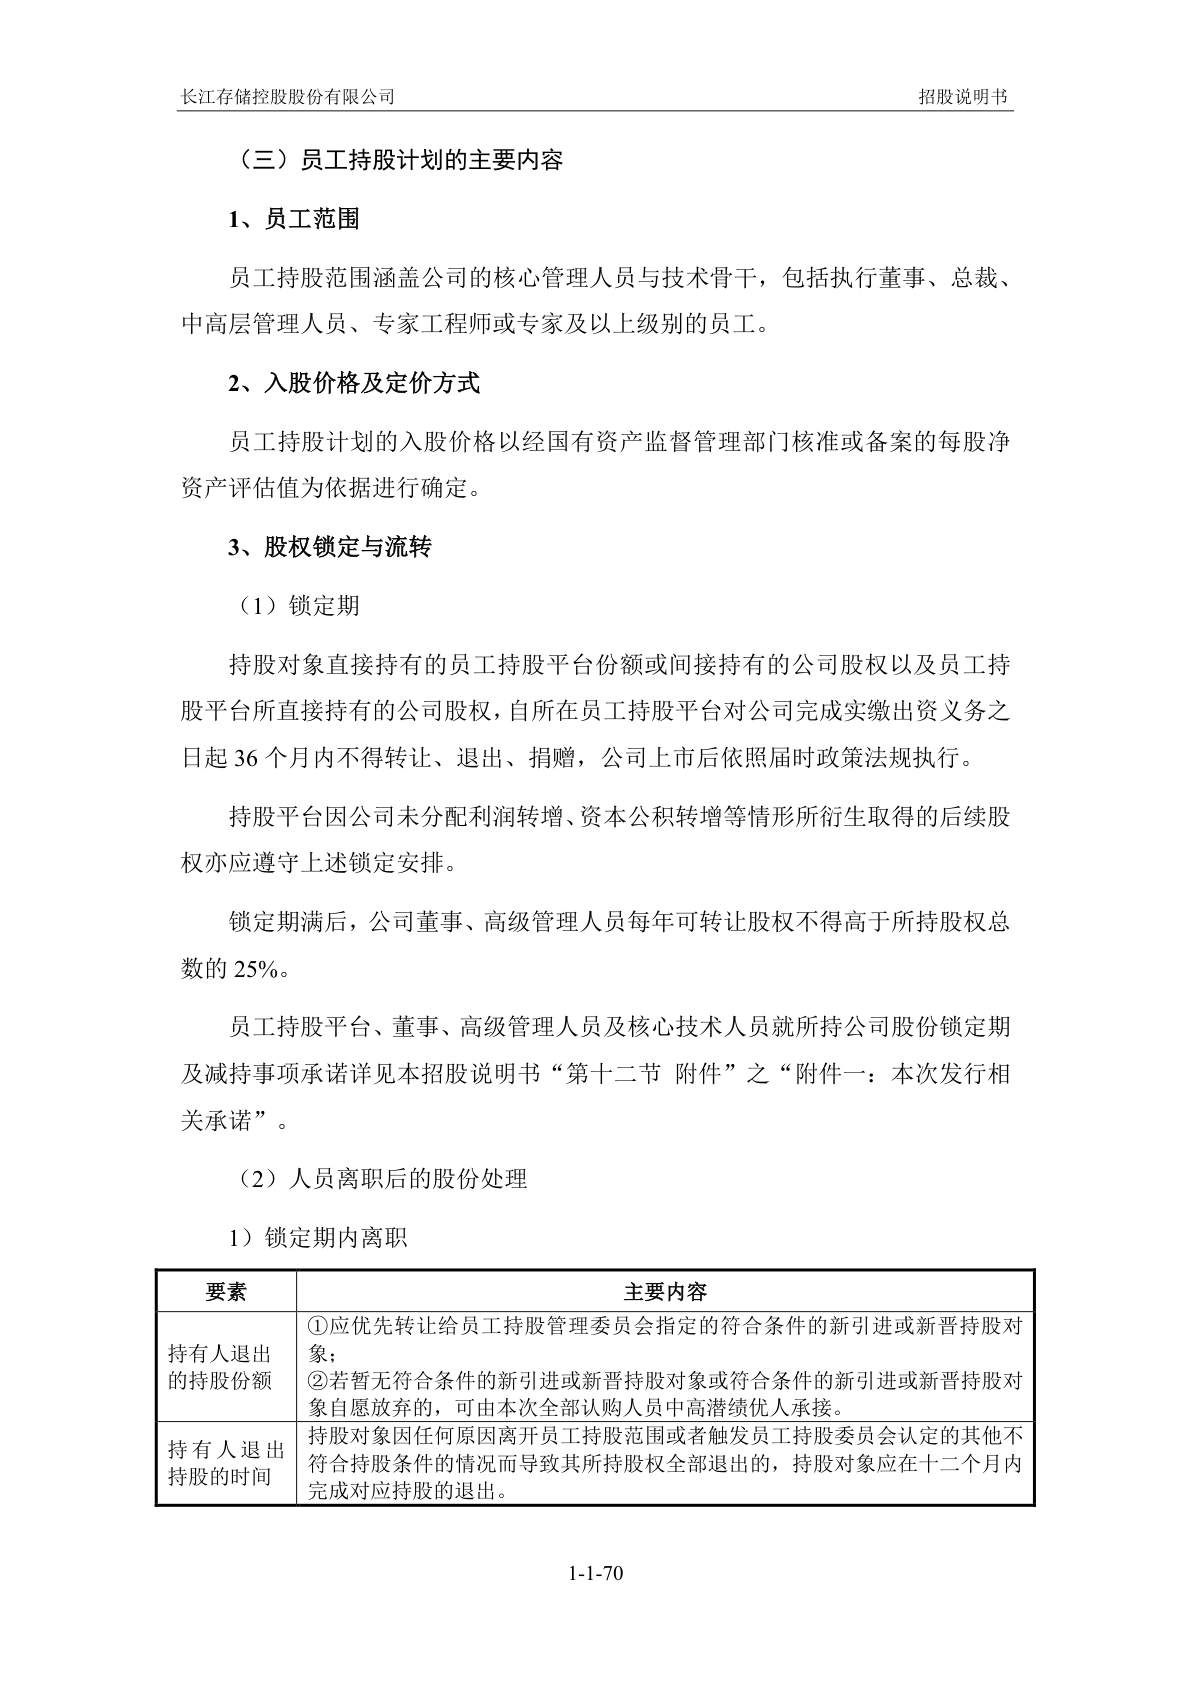 长江存储控股股份有限公司 招股说明书
（三）员工持股计划的主要内容
1、员工范围
员工持股范围涵盖公司的核心管理人员与技术骨干，包括执行董事、总裁、
中高层管理人员、专家工程师或专家及以上级别的员工。
2、入股价格及定价方式
员工持股计划的入股价格以经国有资产监督管理部门核准或备案的每股净
资产评估值为依据进行确定。
3、股权锁定与流转
（1）锁定期
持股对象直接持有的员工持股平台份额或间接持有的公司股权以及员工持
股平台所直接持有的公司股权，自所在员工持股平台对公司完成实缴出资义务之
日起 36 个月内不得转让、退出、捐赠，公司上市后依照届时政策法规执行。
持股平台因公司未分配利润转增、资本公积转增等情形所衍生取得的后续股
权亦应遵守上述锁定安排。
锁定期满后，公司董事、高级管理人员每年可转让股权不得高于所持股权总
数的 25%。
员工持股平台、董事、高级管理人员及核心技术人员就所持公司股份锁定期
及减持事项承诺详见本招股说明书“第十二节 附件”之“附件一：本次发行相
关承诺”。
（2）人员离职后的股份处理
1）锁定期内离职
要素 主要内容
持有人退出
的持股份额
①应优先转让给员工持股管理委员会指定的符合条件的新引进或新晋持股对
象；
②若暂无符合条件的新引进或新晋持股对象或符合条件的新引进或新晋持股对
象自愿放弃的，可由本次全部认购人员中高潜绩优人承接。
持有人退出
持股的时间
持股对象因任何原因离开员工持股范围或者触发员工持股委员会认定的其他不
符合持股条件的情况而导致其所持股权全部退出的，持股对象应在十二个月内
完成对应持股的退出。
1-1-70